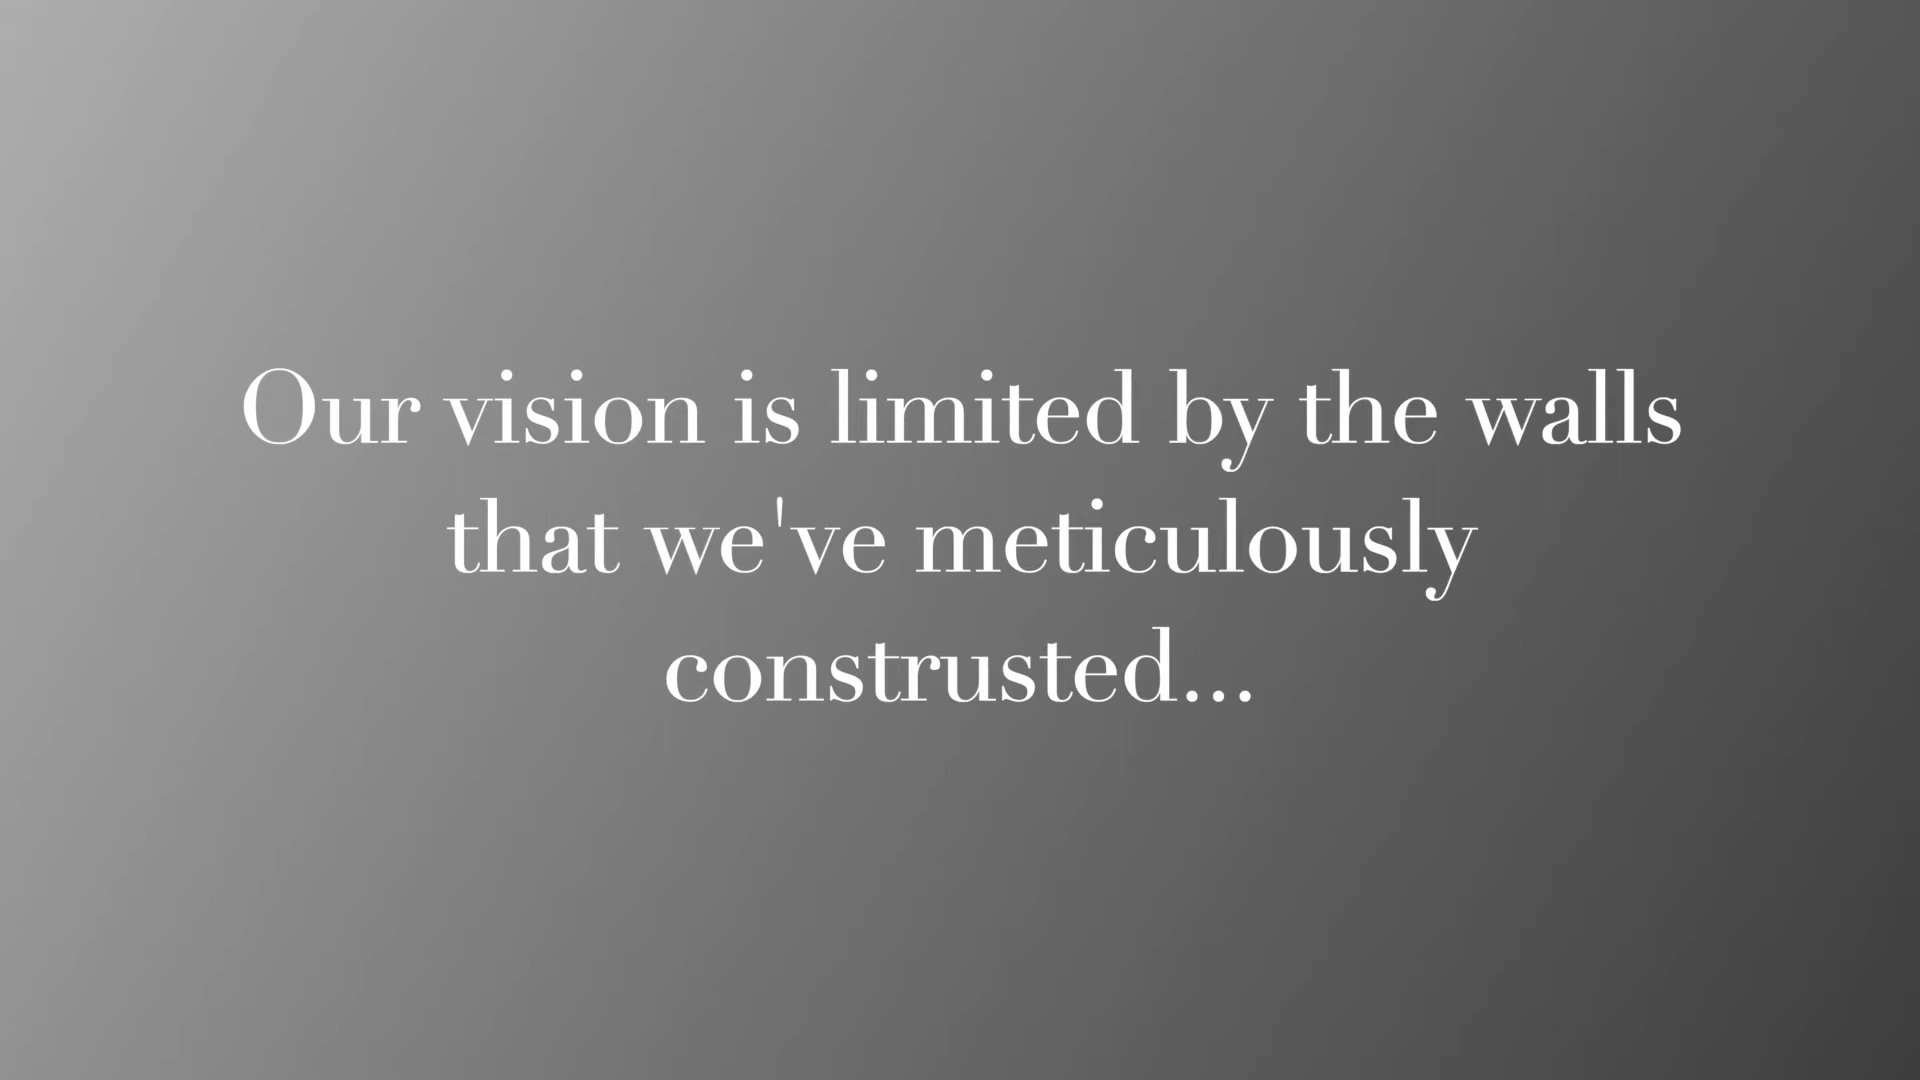 Our vision is limited by the walls
that we've meticulously
construsted...